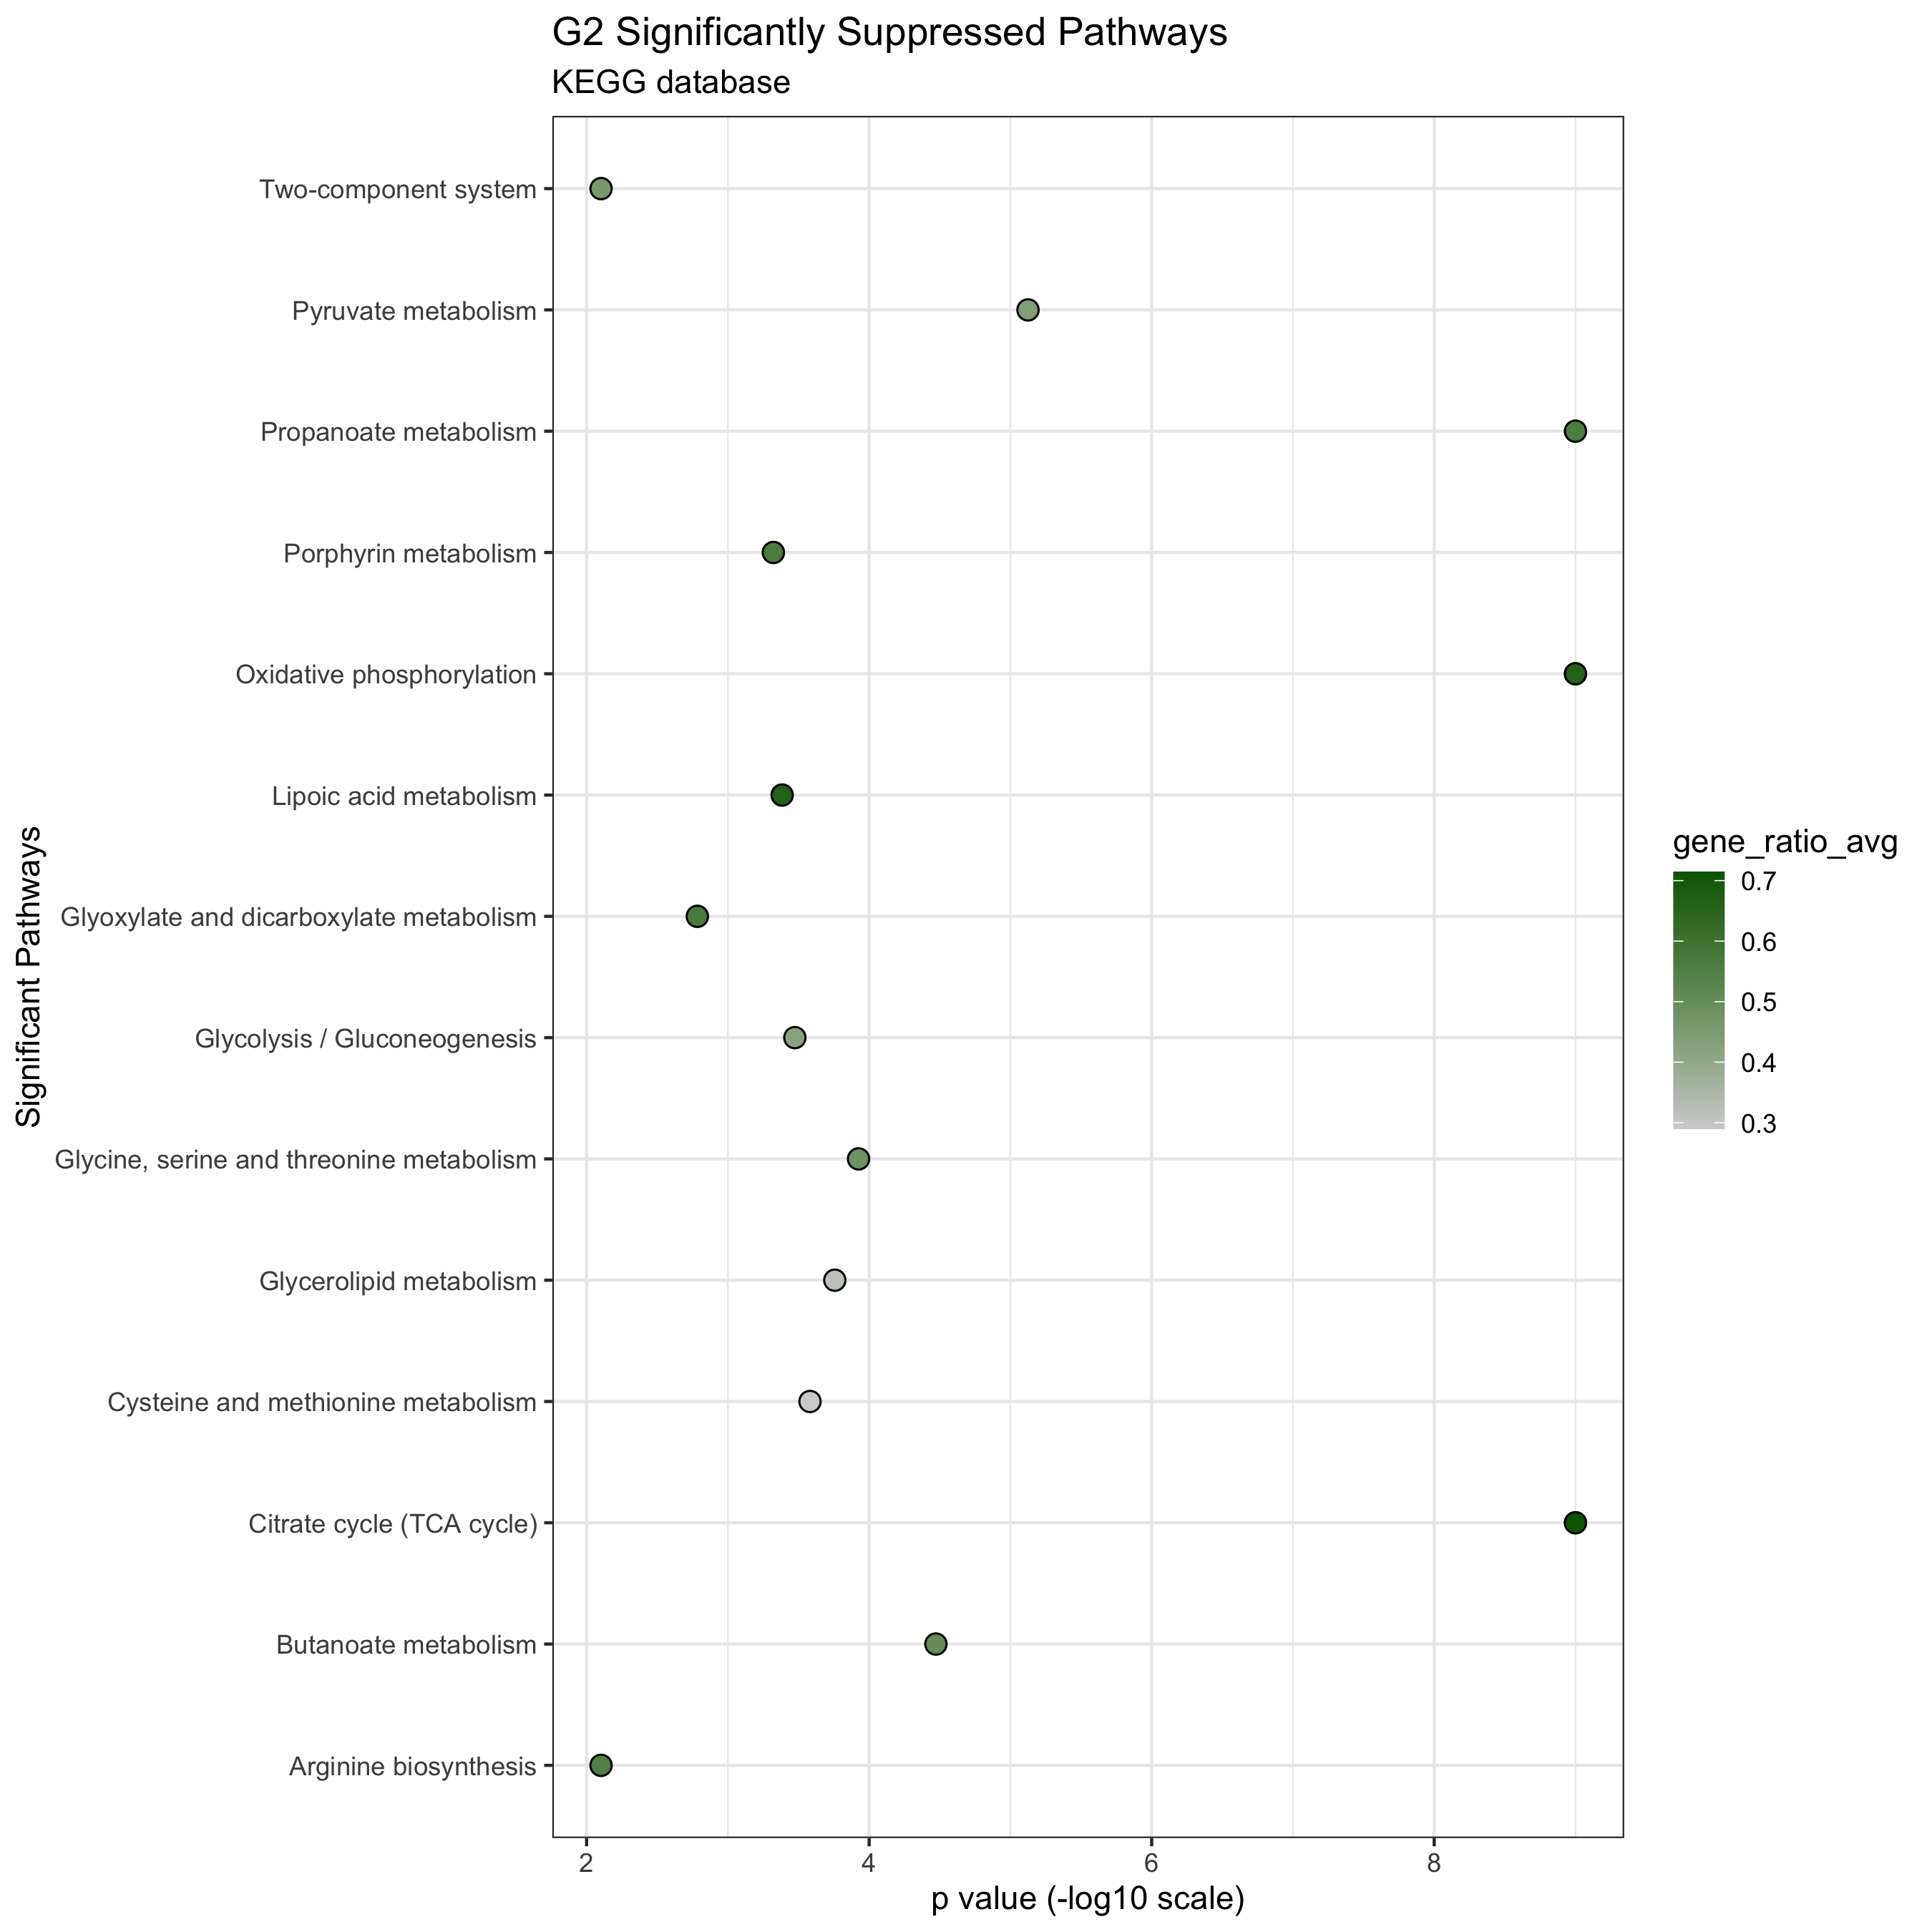 G2 Significantly Suppressed Pathways
KEGG database
Significant Pathways
Two-component system
Pyruvate metabolism
Propanoate metabolism
Porphyrin metabolism
Oxidative phosphorylation
Lipoic acid metabolism
Glyoxylate and dicarboxylate metabolism
Glycolysis / Gluconeogenesis
Glycine, serine and threonine metabolism
Glycerolipid metabolism
Cysteine and methionine metabolism
Citrate cycle (TCA cycle)
Butanoate metabolism
Arginine biosynthesis
2 4 6 8
p value (-log10 scale)
gene_ratio_avg
0.7
0.6
0.5
0.4
0.3